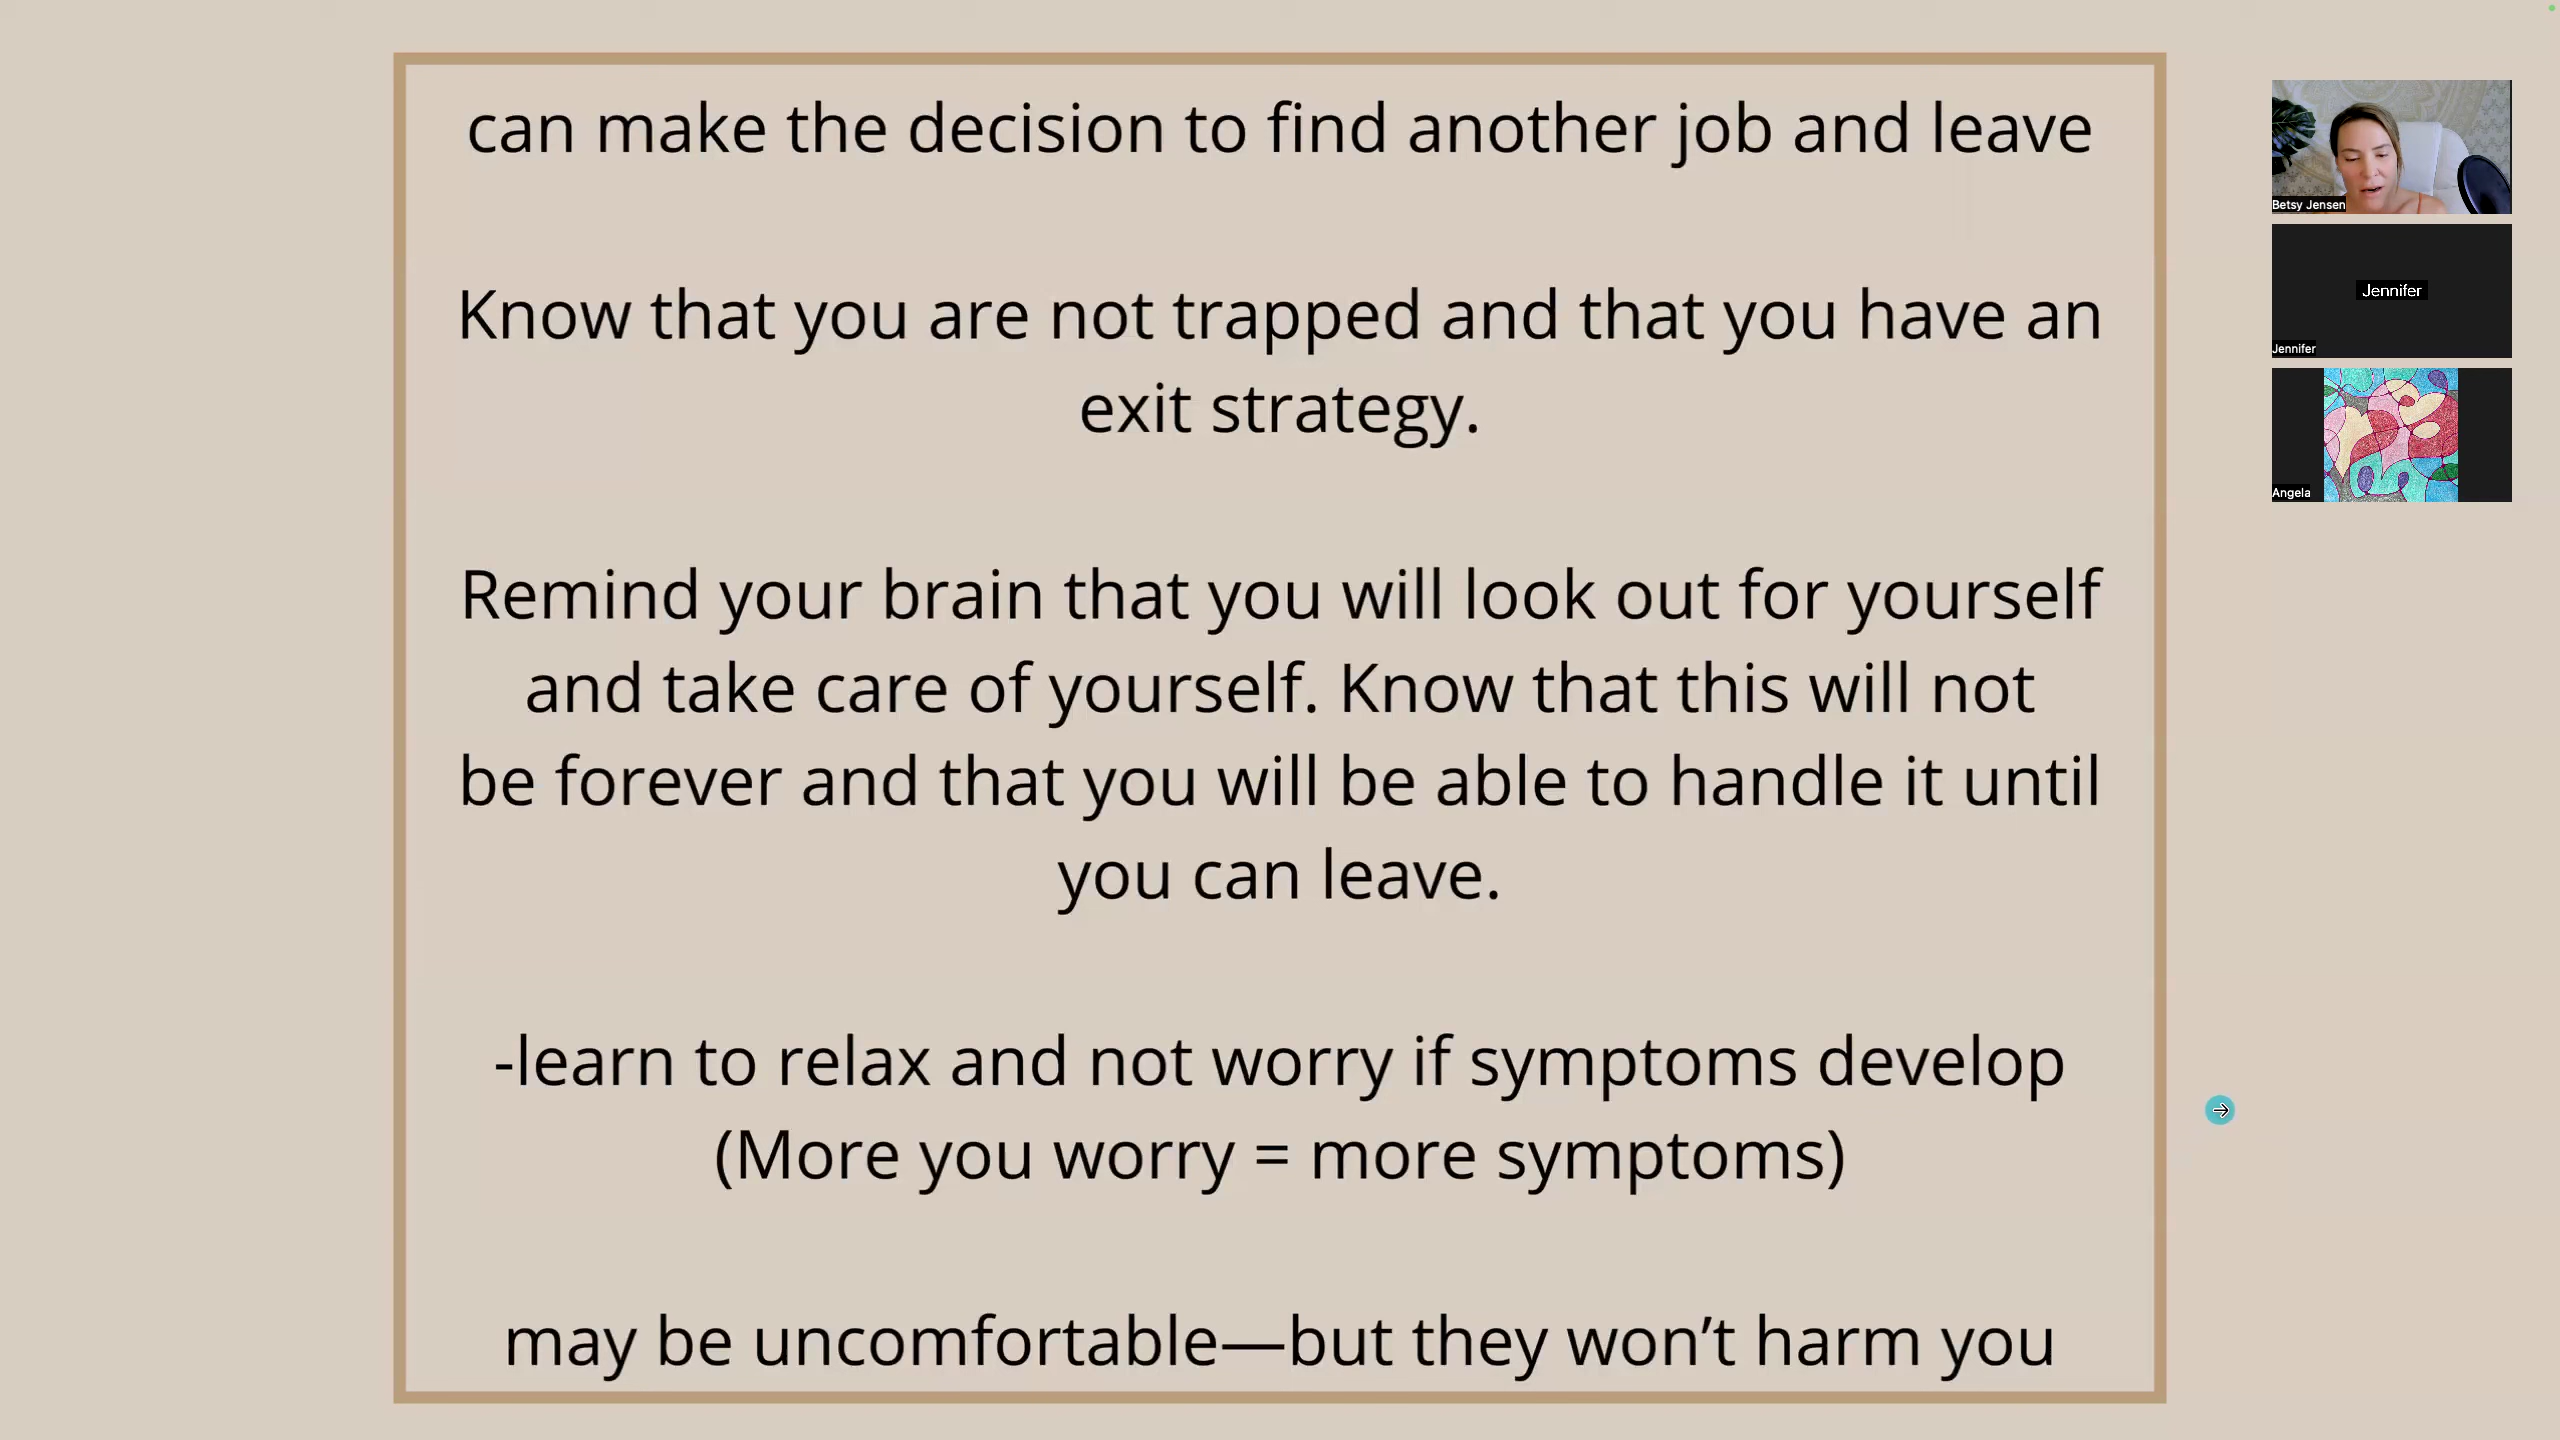 can make the decision to find another job and leave
Know that you are not trapped and that you have an
exit strategy.
Remind your brain that you will look out for yourself
and take care of yourself. Know that this will not
be forever and that you will be able to handle it until
you can leave.
-learn to relax and not worry if symptoms develop
(More you worry = more symptoms)
may be uncomfortable—but they won’t harm you
Betsy Jensen
Jennifer
Jennifer
Angela